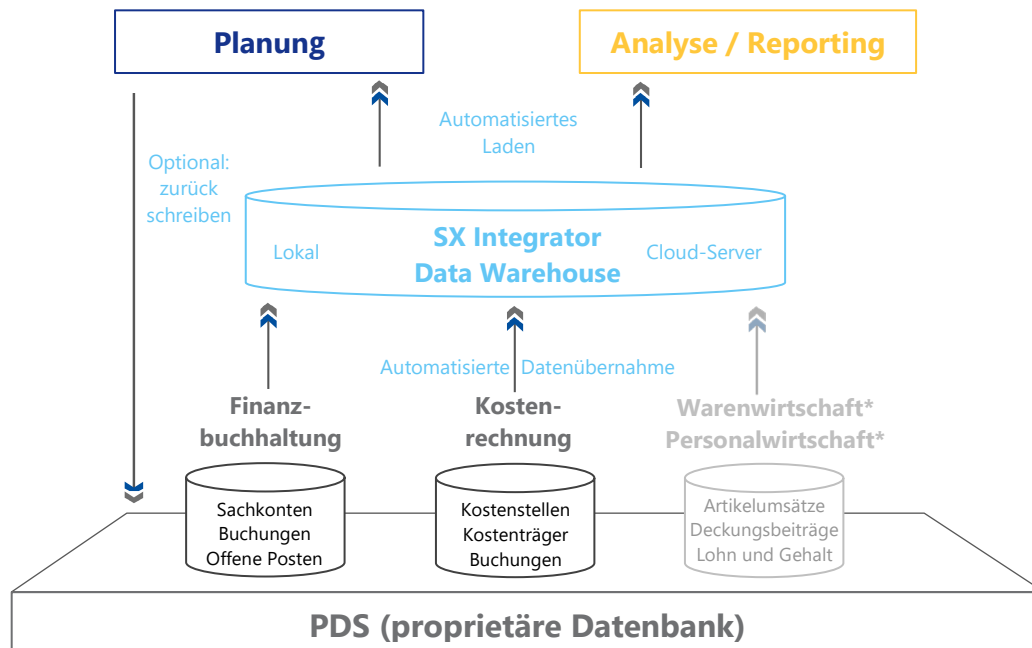 Planung
Analyse / Reporting
Automatisiertes
Laden
Optional:
zurück
schreiben
SX Integrator
Data Warehouse
Lokal
Cloud-Server
Automatisierte Datenübernahme
Finanz-
buchhaltung
Kosten-
rechnung
Warenwirtschaft*
Personalwirtschaft*
Sachkonten
Buchungen
Offene Posten
Kostenstellen
Kostenträger
Buchungen
Artikelumsätze
Deckungsbeiträge
Lohn und Gehalt
PDS (proprietäre Datenbank)